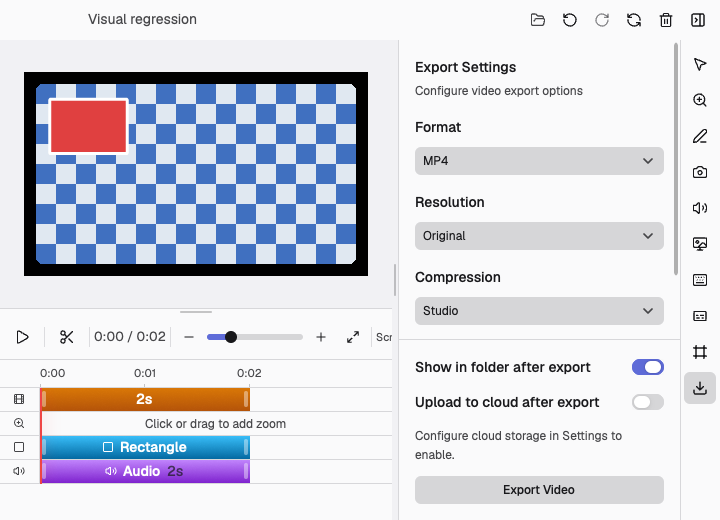 Visual regression
Export Settings
Configure video export options
Format
MP4
Resolution
Original
Compression
Studio
Show in folder after export
Upload to cloud after export
Configure cloud storage in Settings to
enable.
Export Video
0:00 / 0:02
Scr
0:00 0:01 0:02
2s
Click or drag to add zoom
Rectangle
Audio 2s